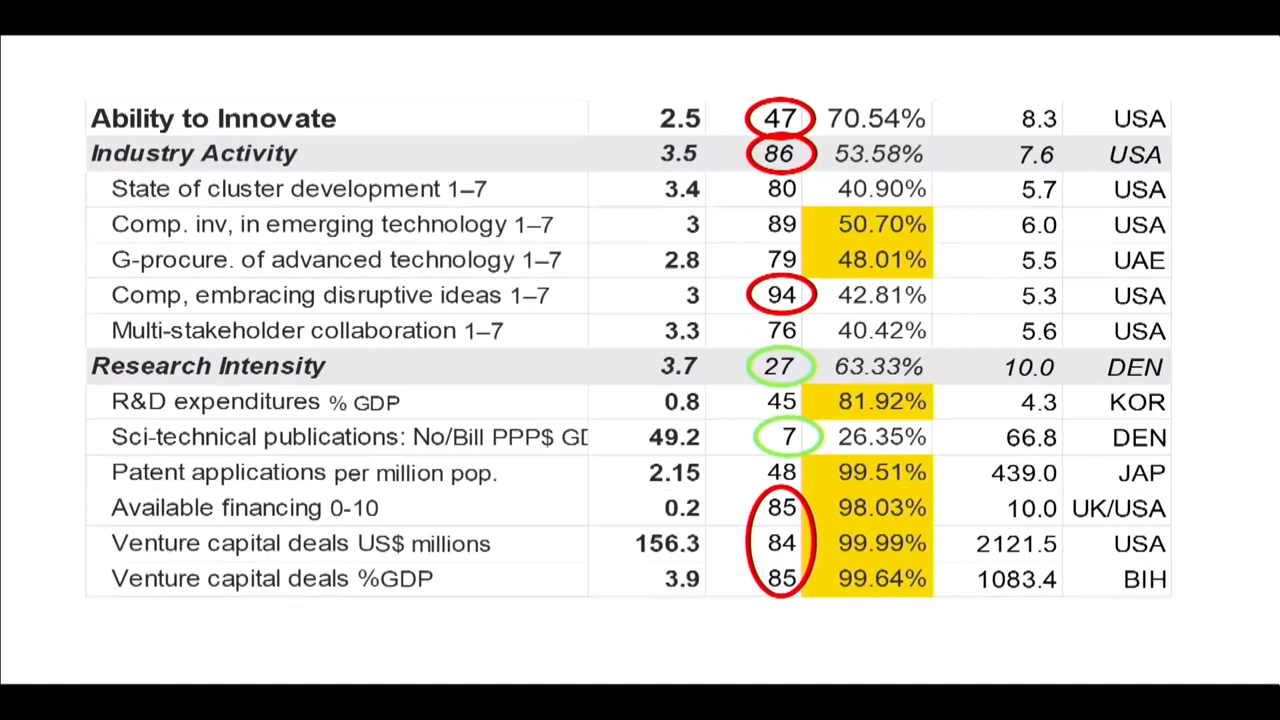 Ability to Innovate 2.5 47 70.54% 8.3 USA
Industry Activity 3.5 86 53.58% 7.6 USA
State of cluster development 1–7 3.4 80 40.90% 5.7 USA
Comp. inv, in emerging technology 1–7 3 89 50.70% 6.0 USA
G-procure. of advanced technology 1–7 2.8 79 48.01% 5.5 UAE
Comp, embracing disruptive ideas 1–7 3 94 42.81% 5.3 USA
Multi-stakeholder collaboration 1–7 3.3 76 40.42% 5.6 USA
Research Intensity 3.7 27 63.33% 10.0 DEN
R&D expenditures % GDP 0.8 45 81.92% 4.3 KOR
Sci-technical publications: No/Bill PPP$ GD 49.2 7 26.35% 66.8 DEN
Patent applications per million pop. 2.15 48 99.51% 439.0 JAP
Available financing 0-10 0.2 85 98.03% 10.0 UK/USA
Venture capital deals US$ millions 156.3 84 99.99% 2121.5 USA
Venture capital deals %GDP 3.9 85 99.64% 1083.4 BIH